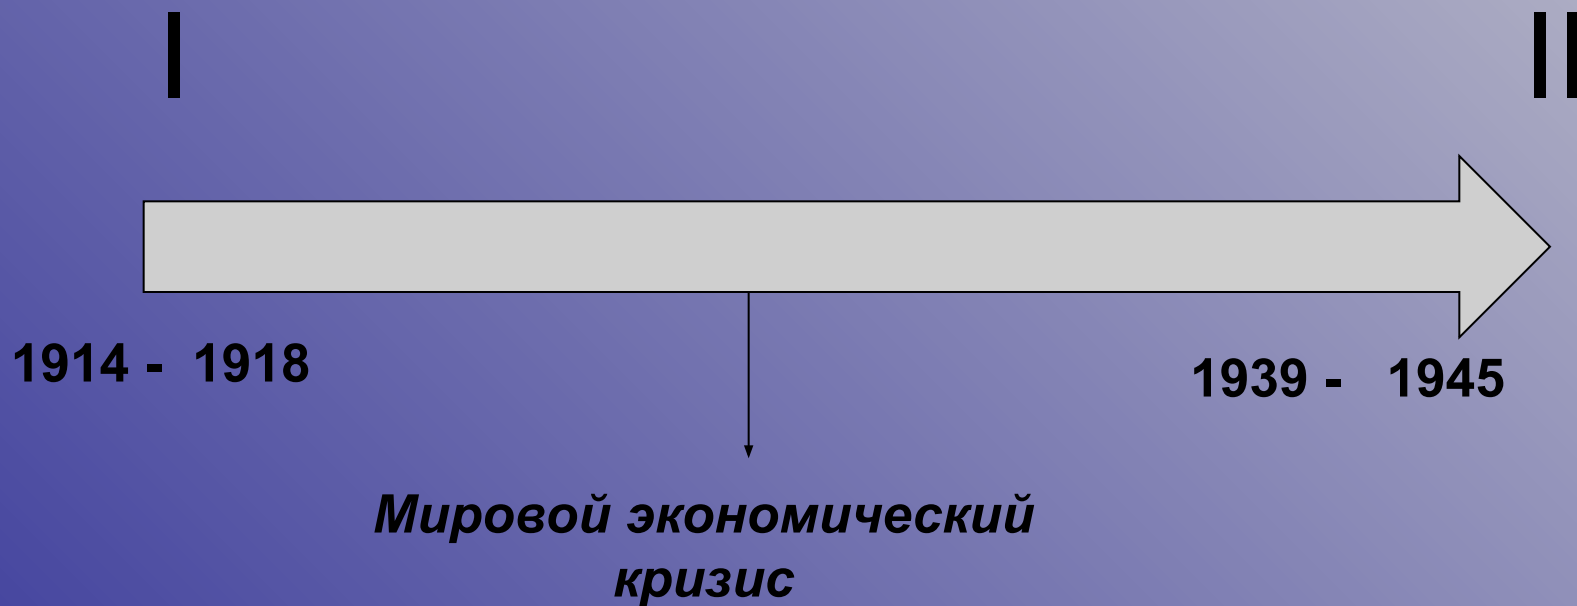 I
II
1914 - 1918
1939 - 1945
Мировой экономический
кризис